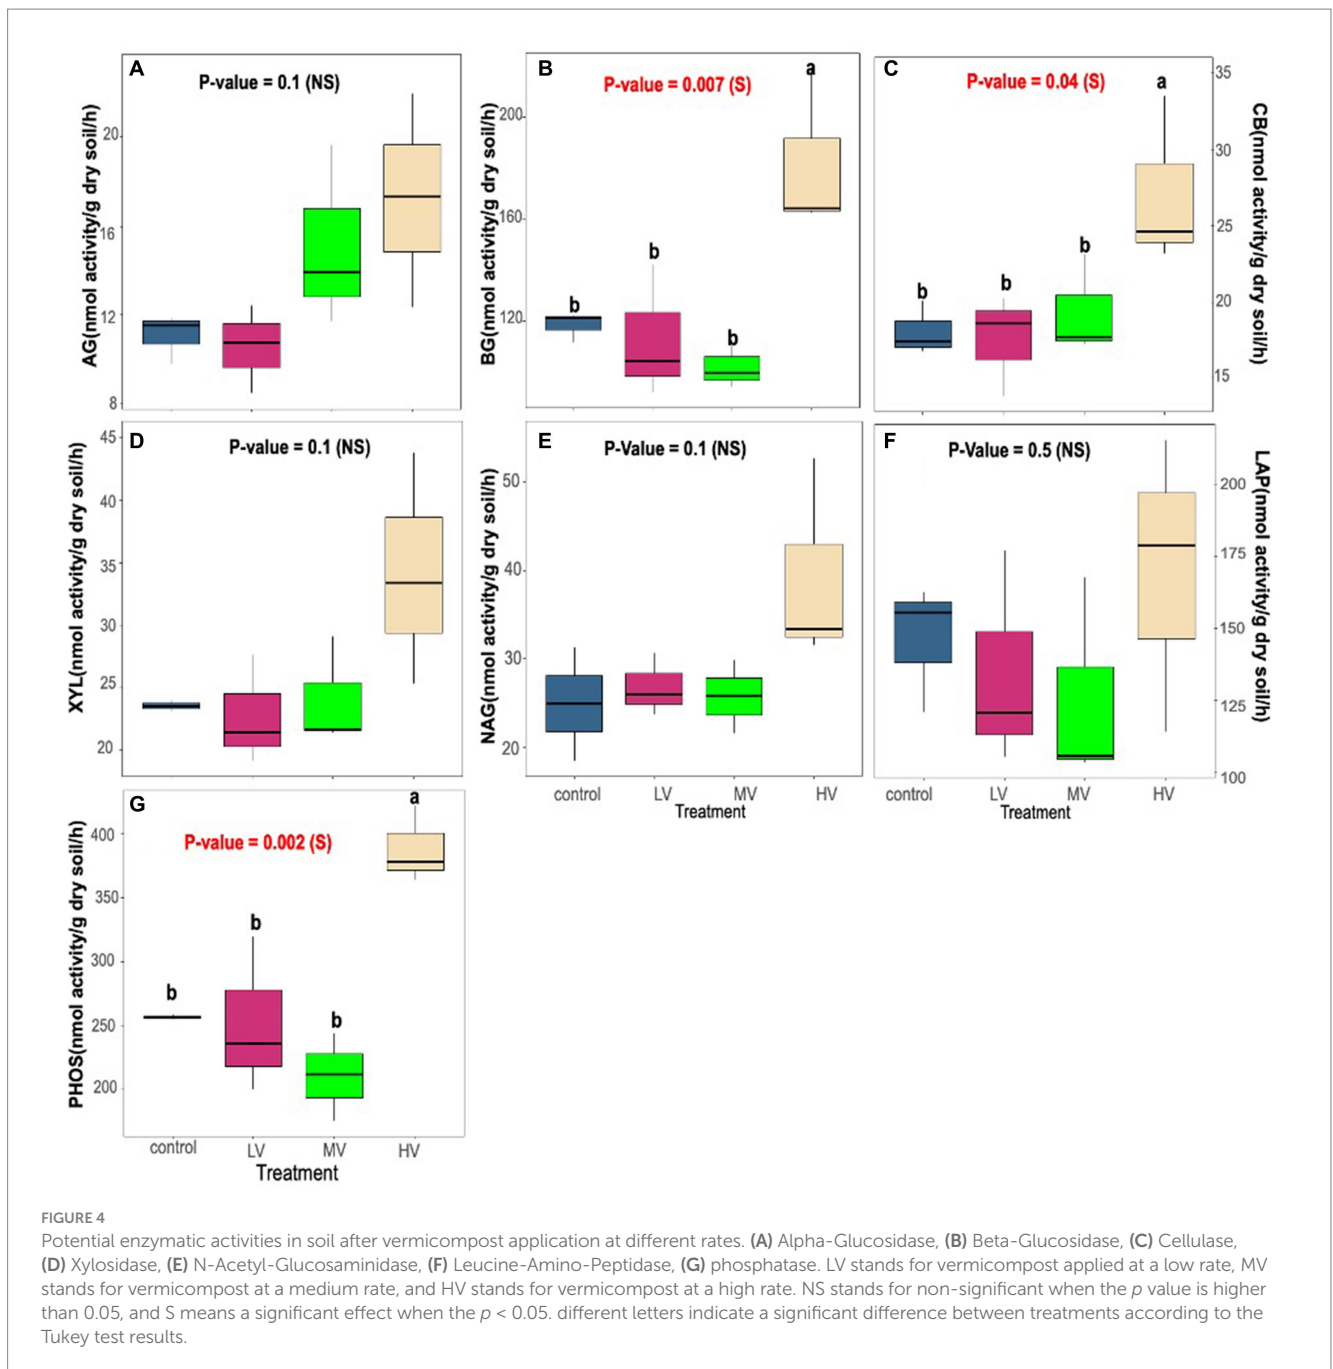 A
P-value = 0.1 (NS)
AG(nmol activity/g dry soil/h)
20
16
12
8
B
P-value = 0.007 (S)
BG(nmol activity/g dry soil/h)
200
160
120
b
b
b
a
C
P-value = 0.04 (S)
CB(nmol activity/g dry soil/h)
35
30
25
20
15
b
b
b
a
D
P-value = 0.1 (NS)
XYL(nmol activity/g dry soil/h)
45
40
35
30
25
20
E
P-Value = 0.1 (NS)
NAG(nmol activity/g dry soil/h)
50
40
30
20
control LV MV HV
Treatment
F
P-Value = 0.5 (NS)
LAP(nmol activity/g dry soil/h)
200
175
150
125
100
control LV MV HV
Treatment
G
P-value = 0.002 (S)
PHOS(nmol activity/g dry soil/h)
400
350
300
250
200
b
b
b
a
control LV MV HV
Treatment
FIGURE 4
Potential enzymatic activities in soil after vermicompost application at different rates. (A) Alpha-Glucosidase, (B) Beta-Glucosidase, (C) Cellulase,
(D) Xylosidase, (E) N-Acetyl-Glucosaminidase, (F) Leucine-Amino-Peptidase, (G) phosphatase. LV stands for vermicompost applied at a low rate, MV
stands for vermicompost at a medium rate, and HV stands for vermicompost at a high rate. NS stands for non-significant when the p value is higher
than 0.05, and S means a significant effect when the p < 0.05. different letters indicate a significant difference between treatments according to the
Tukey test results.